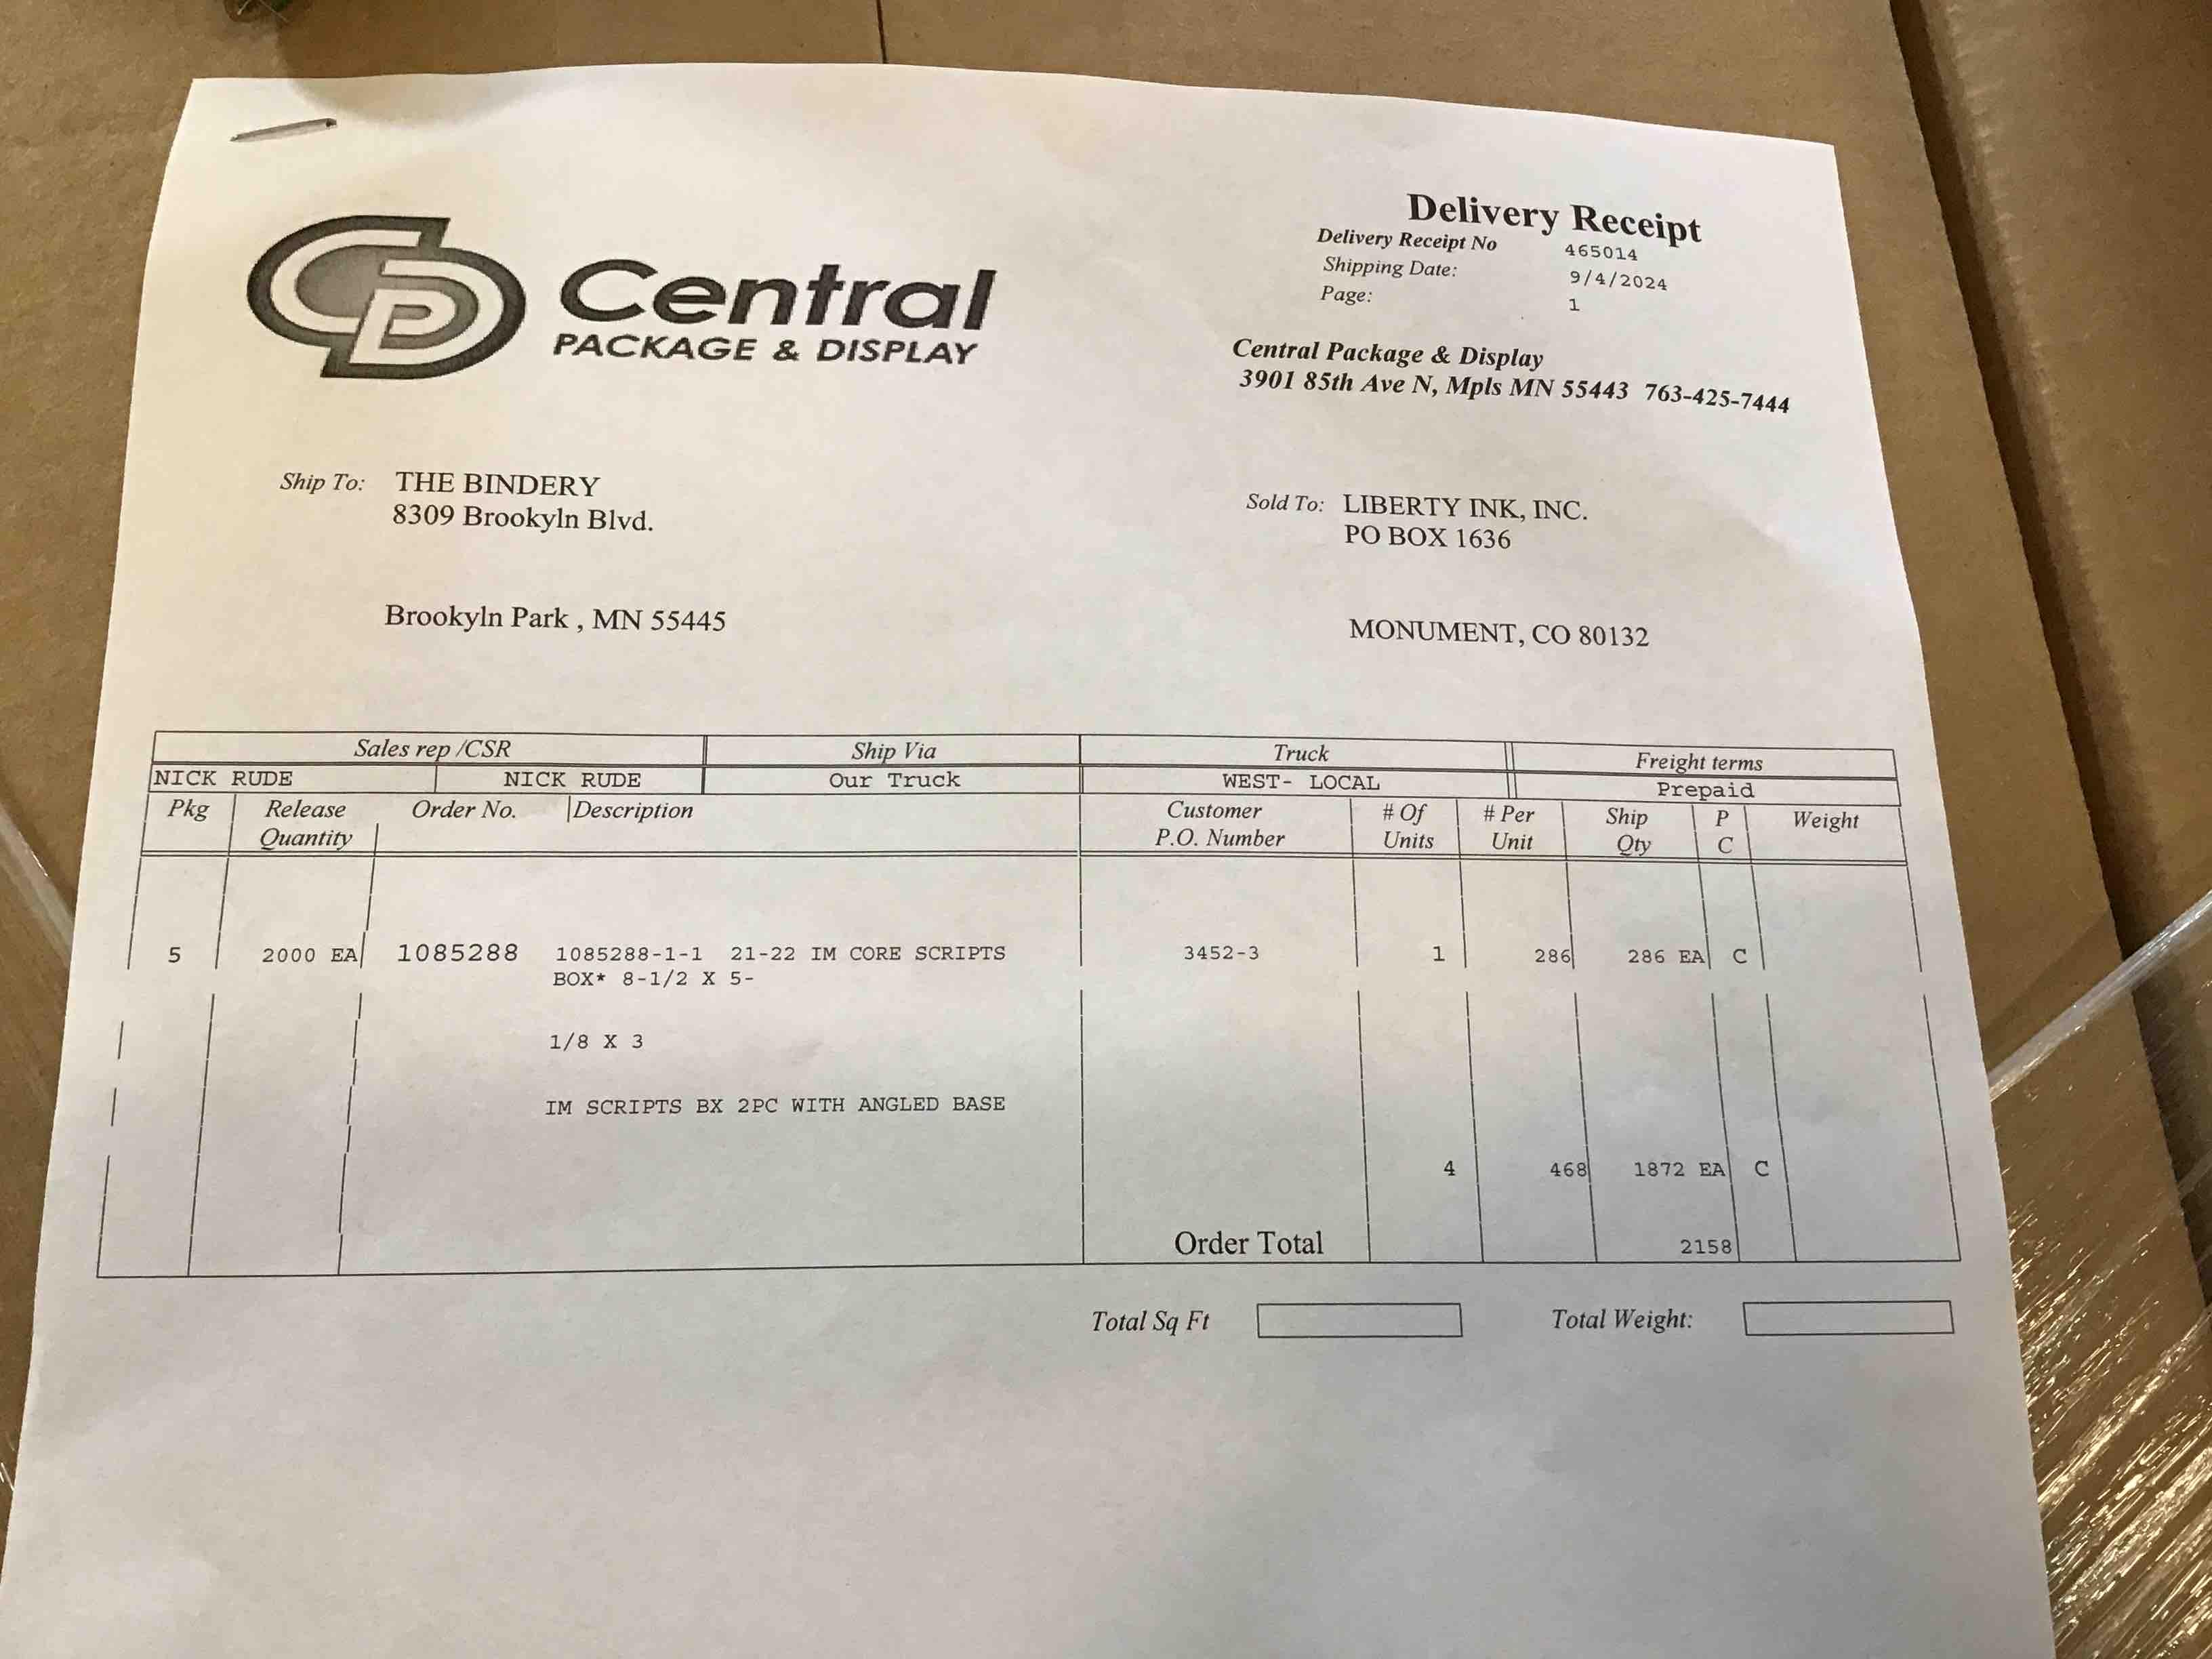 Central
PACKAGE & DISPLAY
Delivery Receipt
Delivery Receipt No 465014
Shipping Date: 9/4/2024
Page: 1
Central Package & Display
3901 85th Ave N, Mpls MN 55443 763-425-7444
Ship To: THE BINDERY
8309 Brookyln Blvd.
Brookyln Park , MN 55445
Sold To: LIBERTY INK, INC.
PO BOX 1636
MONUMENT, CO 80132
Sales rep /CSR Ship Via Truck Freight terms
NICK RUDE NICK RUDE Our Truck WEST- LOCAL Prepaid
Pkg Release Order No. Description Customer # Of # Per Ship P Weight
Quantity P.O. Number Units Unit Qty C
5 2000 EA 1085288 1085288-1-1 21-22 IM CORE SCRIPTS 3452-3 1 286 286 EA C
BOX* 8-1/2 X 5-
1/8 X 3
IM SCRIPTS BX 2PC WITH ANGLED BASE
4 468 1872 EA C
Order Total 2158
Total Sq Ft Total Weight: